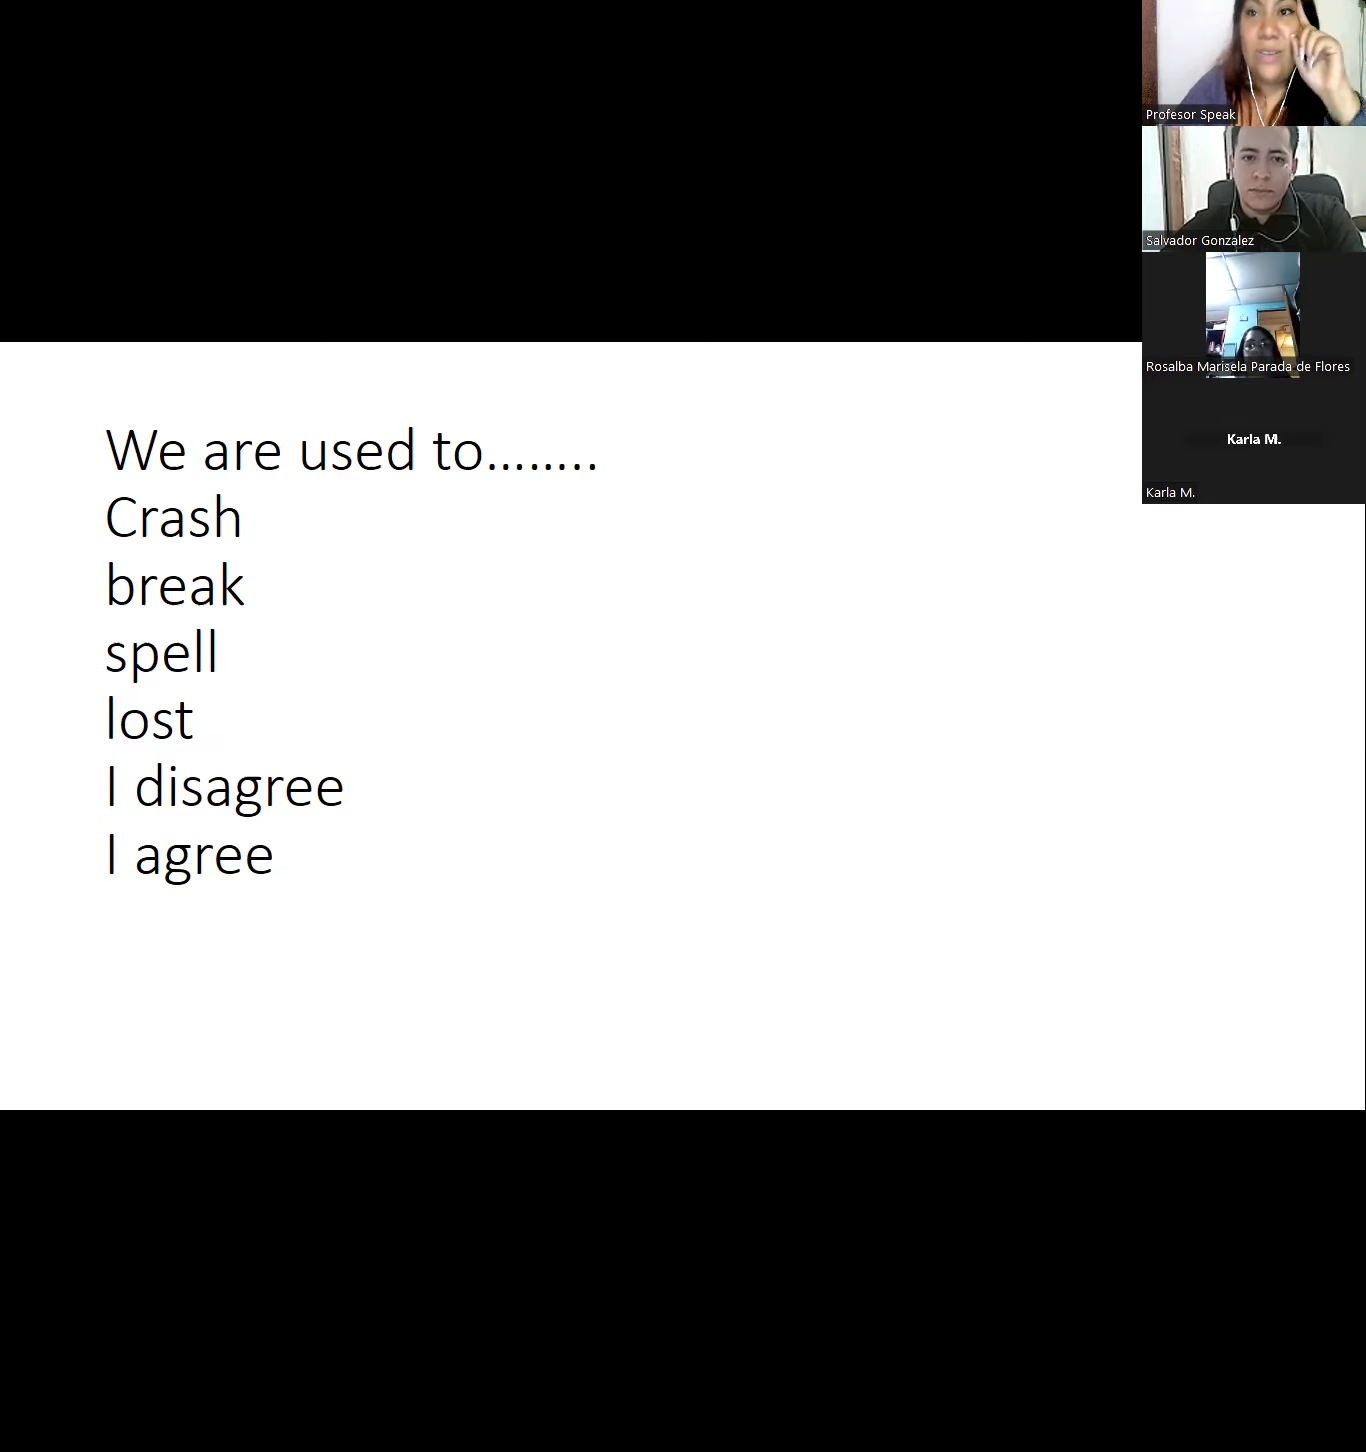 Profesor Speak
Salvador Gonzalez
Rosalba Marisela Parada de Flores
Karla M.
Karla M.
We are used to........
Crash
break
spell
lost
I disagree
I agree